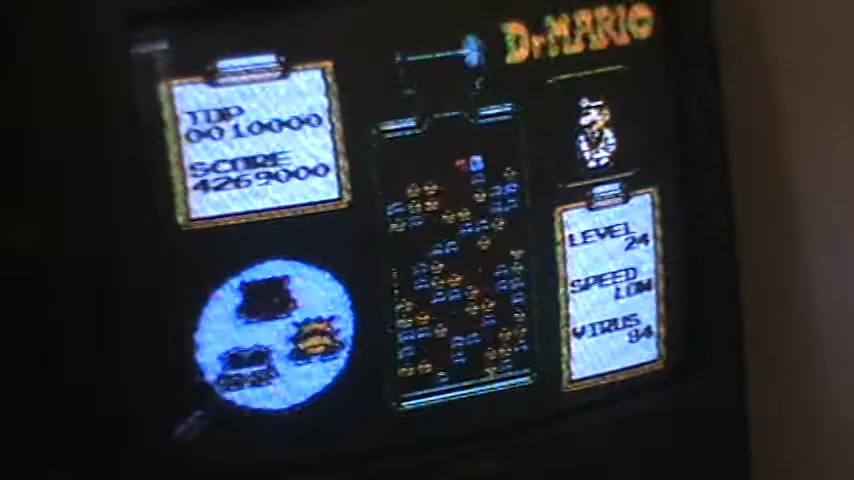 Dr. MARIO
TOP
0010000
SCORE
4269000
LEVEL
24
SPEED
LOW
VIRUS
84